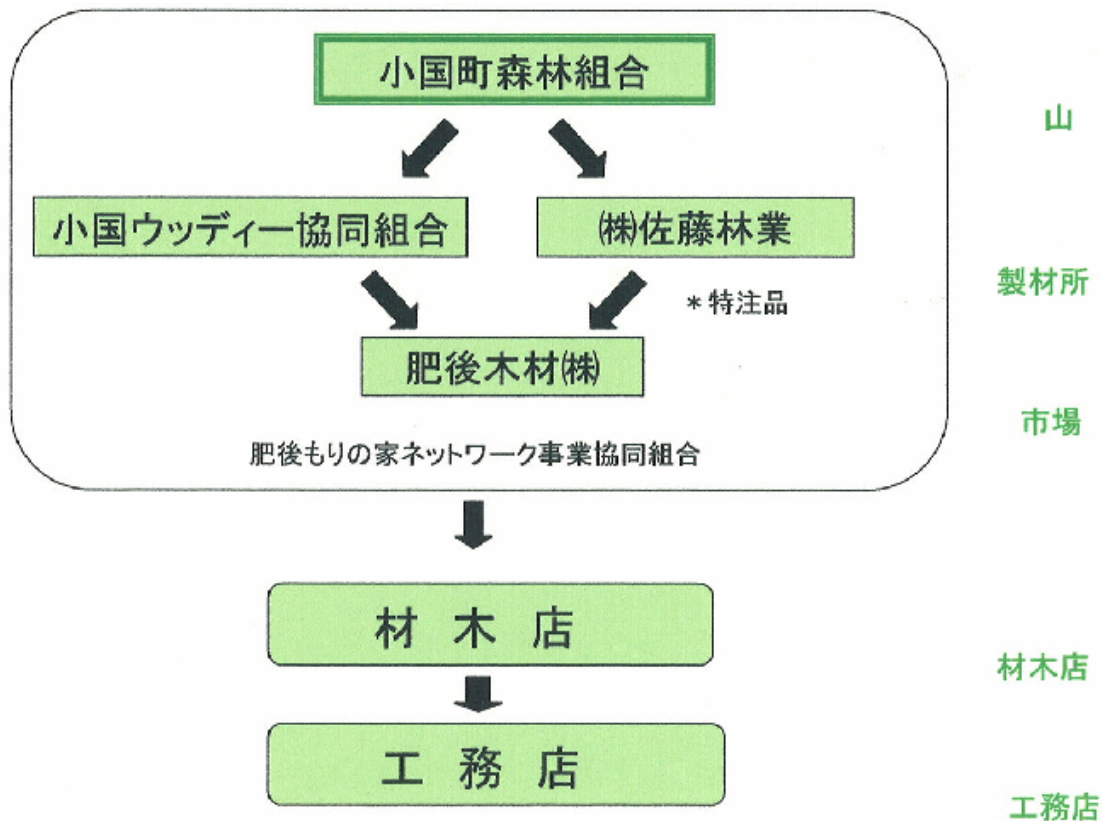 小国町森林組合
山
小国ウッディー協同組合
㈱佐藤林業
製材所
*特注品
肥後木材㈱
市場
肥後もりの家ネットワーク事業協同組合
材木店
材木店
工務店
工務店